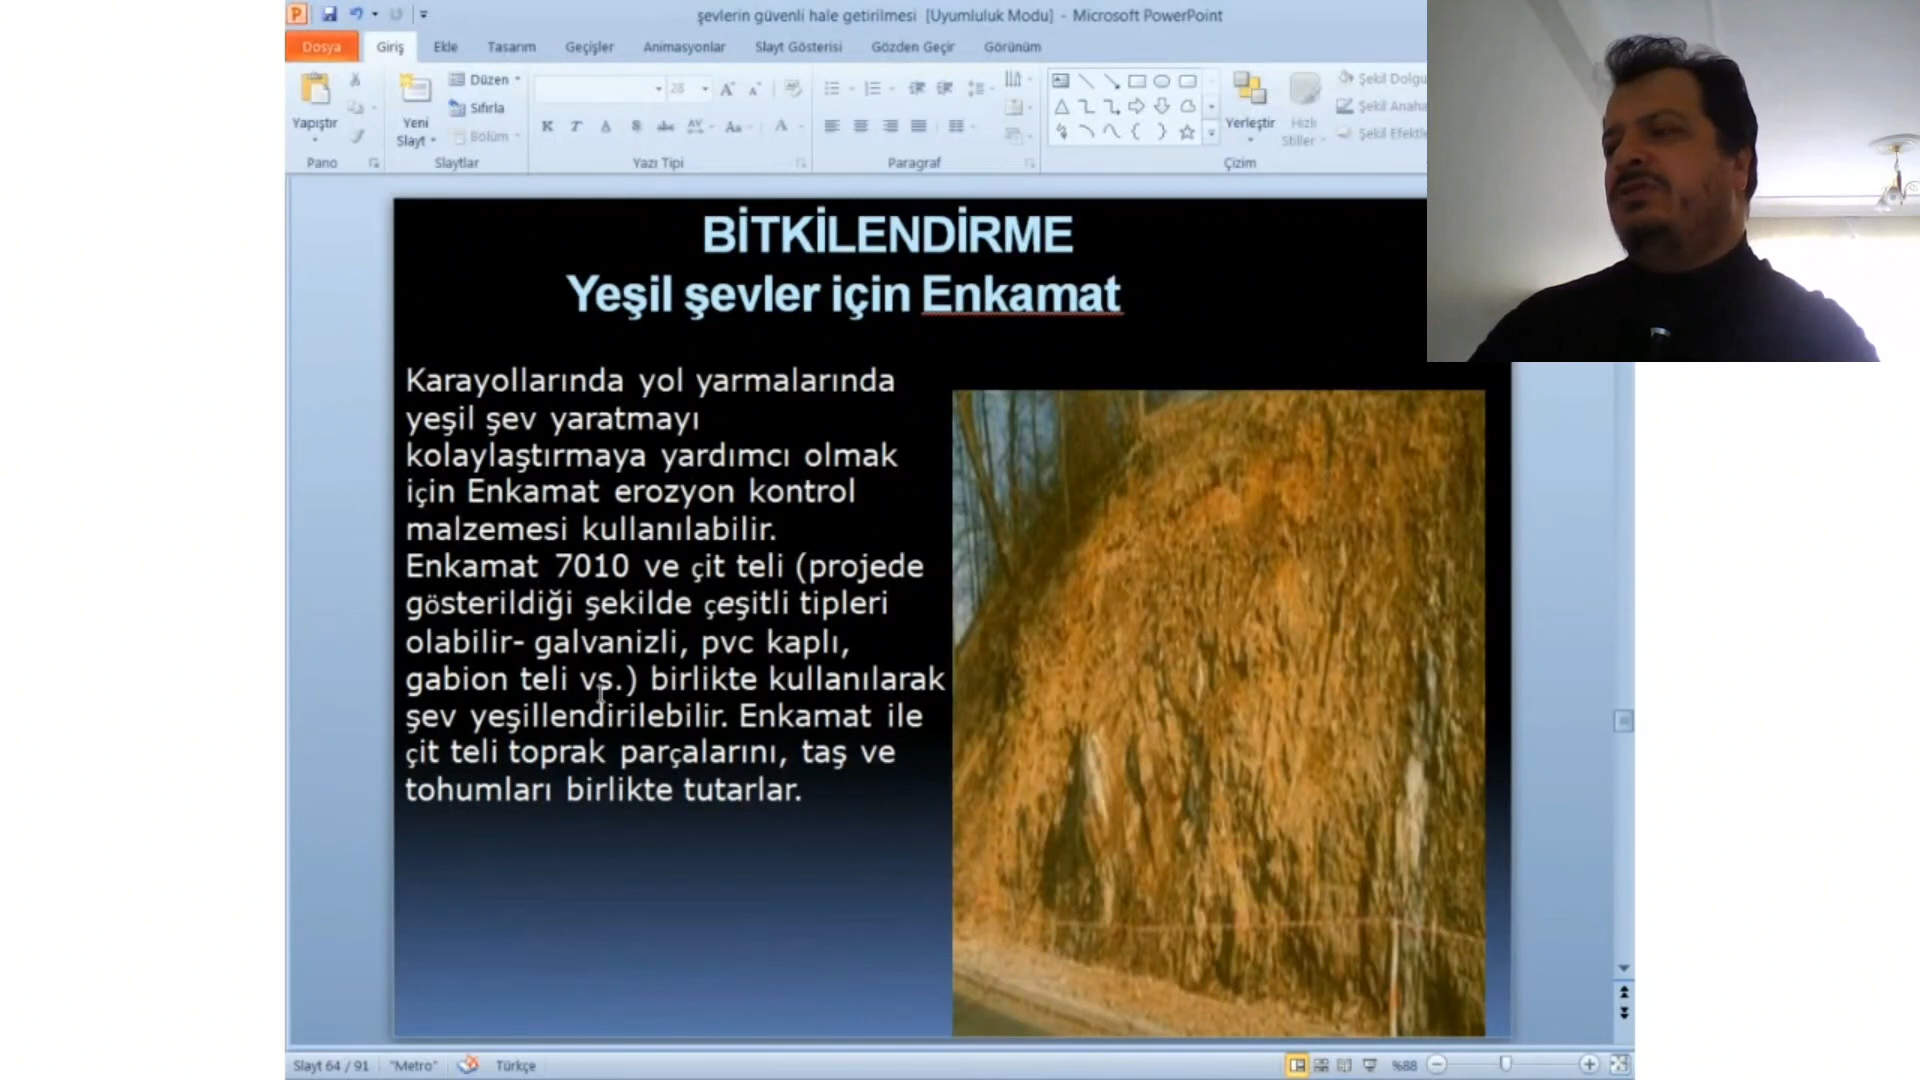 şevlerin güvenli hale getirilmesi [Uyumluluk Modu] - Microsoft PowerPoint
Dosya Giriş Ekle Tasarım Geçişler Animasyonlar Slayt Gösterisi Gözden Geçir Görünüm
Yapıştır
Yeni Slayt
Düzen
Sıfırla
Bölüm
28
Yerleştir
Hızlı Stiller
Şekil Dolgu
Şekil Anaha
Şekil Efektle
Pano Slaytlar Yazı Tipi Paragraf Çizim
BİTKİLENDİRME
Yeşil şevler için Enkamat
Karayollarında yol yarmalarında
yeşil şev yaratmayı
kolaylaştırmaya yardımcı olmak
için Enkamat erozyon kontrol
malzemesi kullanılabilir.
Enkamat 7010 ve çit teli (projede
gösterildiği şekilde çeşitli tipleri
olabilir- galvanizli, pvc kaplı,
gabion teli vs.) birlikte kullanılarak
şev yeşillendirilebilir. Enkamat ile
çit teli toprak parçalarını, taş ve
tohumları birlikte tutarlar.
Slayt 64 / 91 "Metro" Türkçe %88